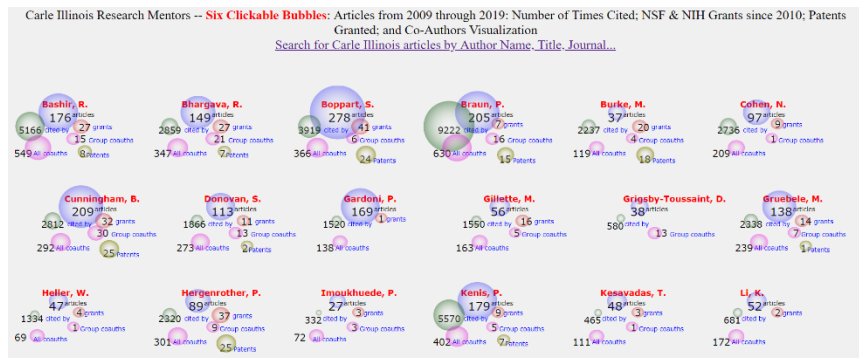 Carle Illinois Research Mentors -- Six Clickable Bubbles: Articles from 2009 through 2019: Number of Times Cited; NSF & NIH Grants since 2010; Patents
Granted; and Co-Authors Visualization
Search for Carle Illinois articles by Author Name, Title, Journal...
Bashir, R.
176 articles
5166 cited by
27 grants
15 Group coauths
549 All coauths
8 Patents
Bhargava, R.
149 articles
2859 cited by
27 grants
21 Group coauths
347 All coauths
7 Patents
Boppart, S.
278 articles
3919 cited by
41 grants
6 Group coauths
366 All coauths
24 Patents
Braun, P.
205 articles
9222 cited by
7 grants
16 Group coauths
630 All coauths
15 Patents
Burke, M.
37 articles
2237 cited by
20 grants
4 Group coauths
119 All coauths
18 Patents
Cohen, N.
97 articles
2736 cited by
9 grants
1 Group coauths
209 All coauths
Cunningham, B.
209 articles
2812 cited by
32 grants
30 Group coauths
292 All coauths
25 Patents
Donovan, S.
113 articles
1866 cited by
11 grants
13 Group coauths
273 All coauths
2 Patents
Gardoni, P.
169 articles
1520 cited by
1 grants
138 All coauths
Gillette, M.
56 articles
1550 cited by
16 grants
5 Group coauths
163 All coauths
Grigsby-Toussaint, D.
38 articles
580 cited by
13 Group coauths
Gruebele, M.
138 articles
2338 cited by
14 grants
7 Group coauths
239 All coauths
1 Patents
Heller, W.
47 articles
1334 cited by
4 grants
1 Group coauths
69 All coauths
Hergenrother, P.
89 articles
2320 cited by
37 grants
9 Group coauths
301 All coauths
25 Patents
Imoukhuede, P.
27 articles
332 cited by
3 grants
3 Group coauths
72 All coauths
Kenis, P.
179 articles
5570 cited by
9 grants
5 Group coauths
402 All coauths
7 Patents
Kesavadas, T.
48 articles
465 cited by
3 grants
1 Group coauths
111 All coauths
Li, K.
52 articles
681 cited by
2 grants
172 All coauths